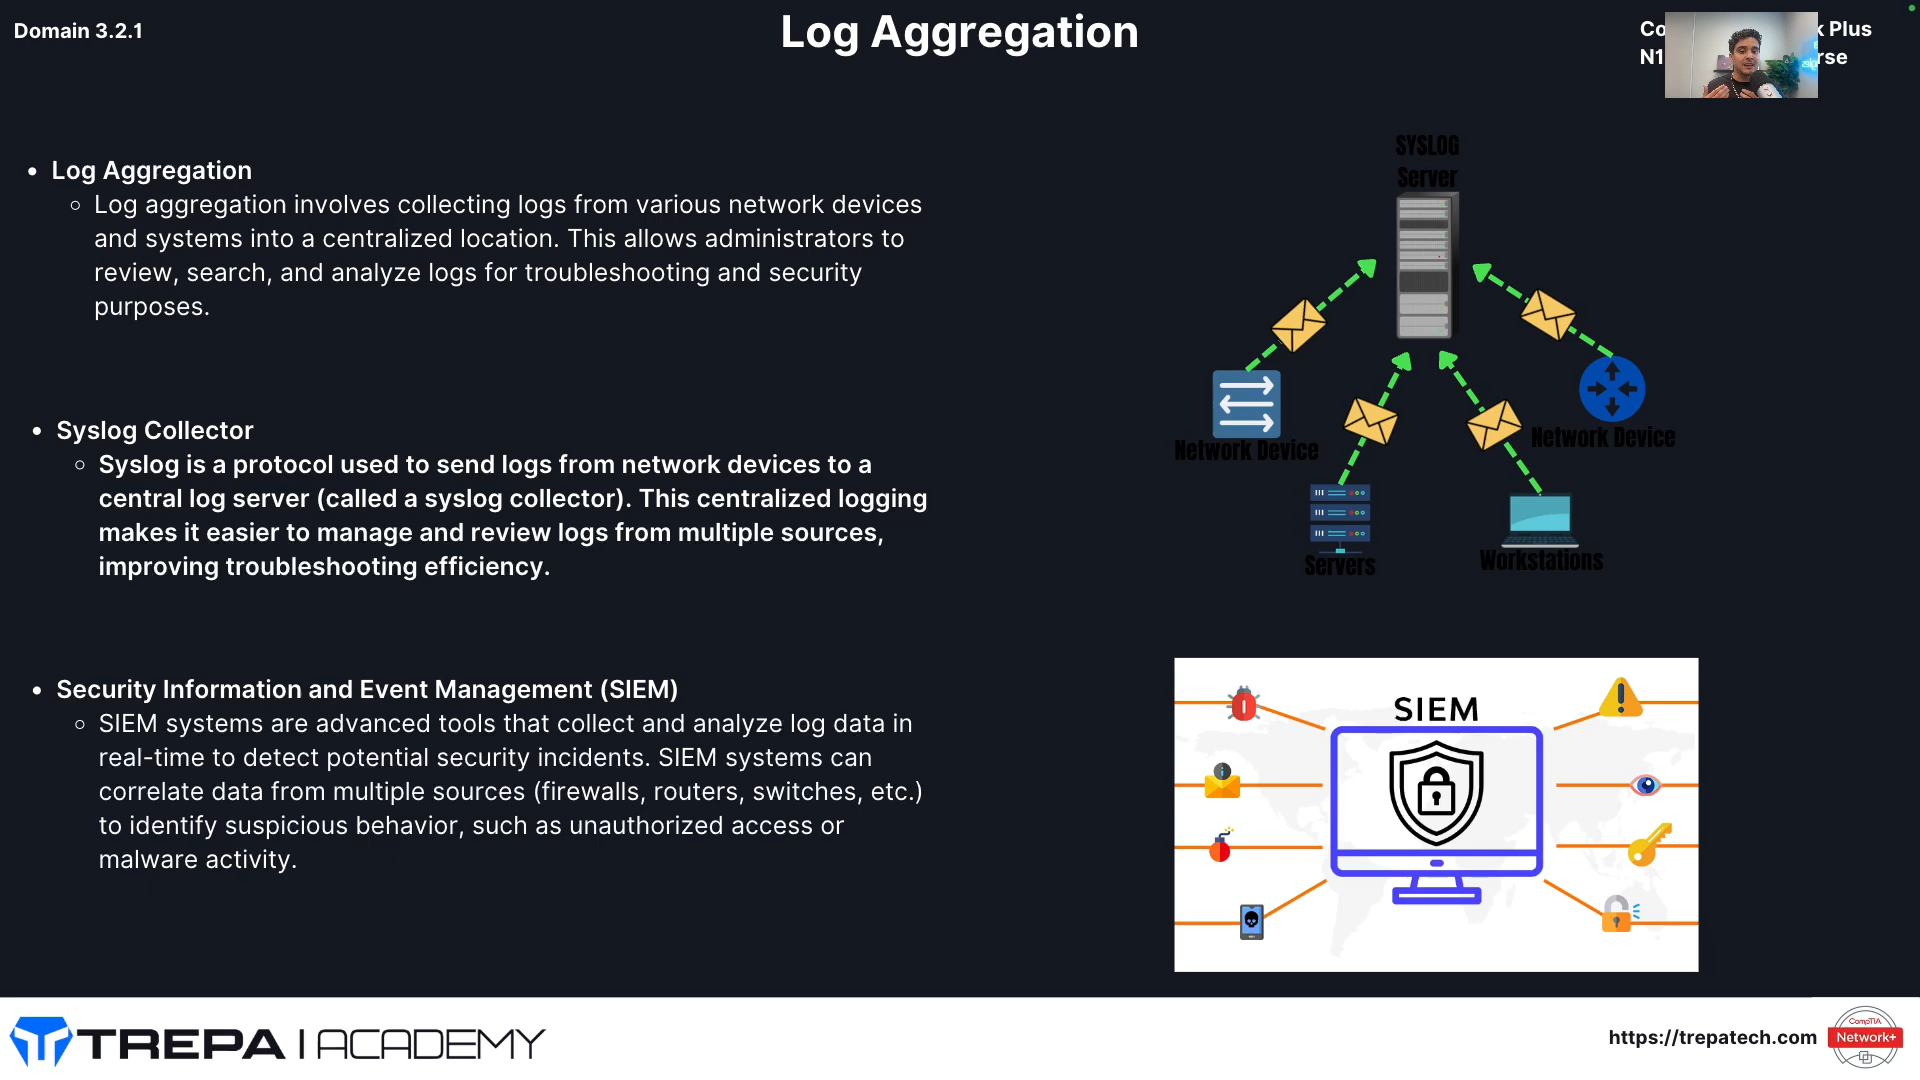 Domain 3.2.1
Log Aggregation
Plus
N1
• Log Aggregation
Log aggregation involves collecting logs from various network devices
and systems into a centralized location. This allows administrators to
review, search, and analyze logs for troubleshooting and security
purposes.
• Syslog Collector
Syslog is a protocol used to send logs from network devices to a
central log server (called a syslog collector). This centralized logging
makes it easier to manage and review logs from multiple sources,
improving troubleshooting efficiency.
• Security Information and Event Management (SIEM)
SIEM systems are advanced tools that collect and analyze log data in
real-time to detect potential security incidents. SIEM systems can
correlate data from multiple sources (firewalls, routers, switches, etc.)
to identify suspicious behavior, such as unauthorized access or
malware activity.
SYSLOG
Server
Network Device
Network Device
Servers
Workstations
SIEM
TREPA | ACADEMY
https://trepatech.com
CompTIA
Network+